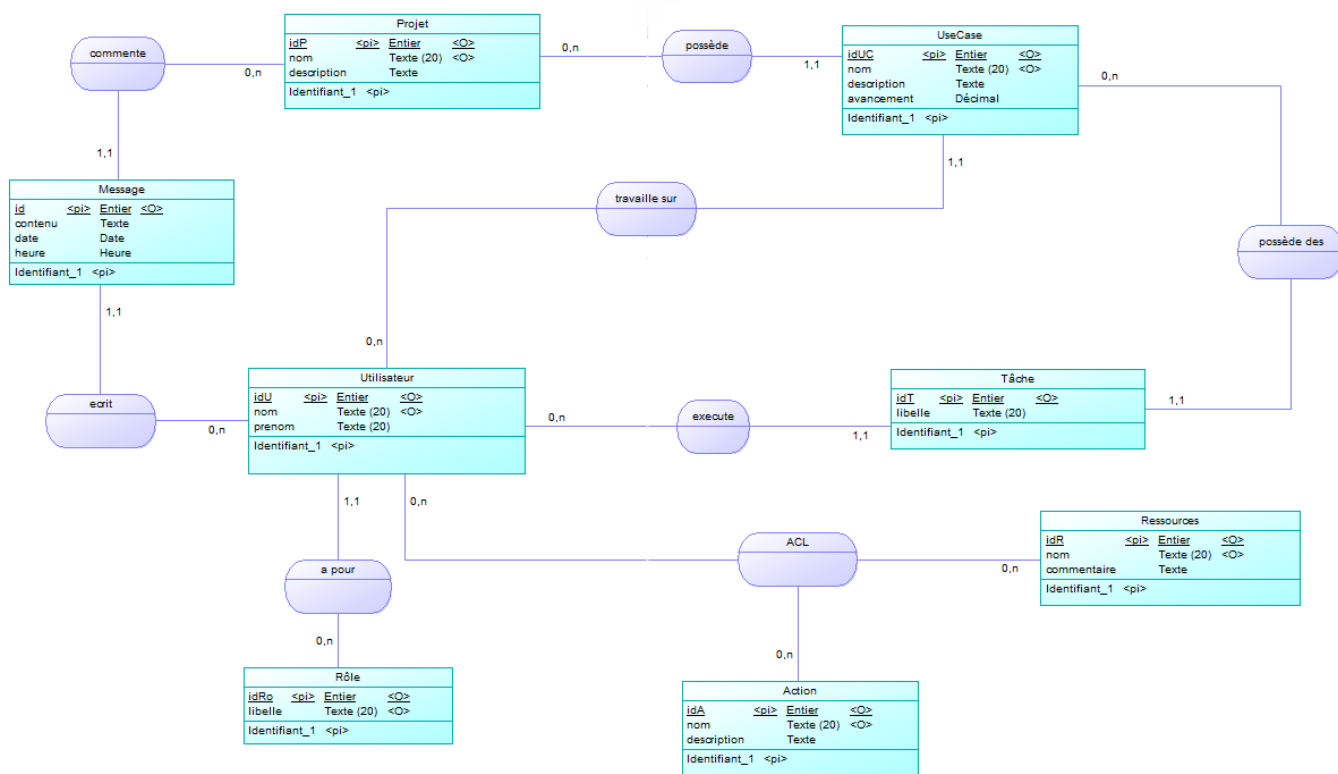 Projet
idP <pi> Entier <O>
nom Texte (20) <O>
description Texte
Identifiant_1 <pi>
commente
0,n
1,1
possède
0,n
1,1
UseCase
idUC <pi> Entier <O>
nom Texte (20) <O>
description Texte
avancement Décimal
Identifiant_1 <pi>
0,n
1,1
Message
id <pi> Entier <O>
contenu Texte
date Date
heure Heure
Identifiant_1 <pi>
1,1
travaille sur
0,n
possède des
1,1
ecrit
0,n
Utilisateur
idU <pi> Entier <O>
nom Texte (20) <O>
prenom Texte (20)
Identifiant_1 <pi>
0,n
execute
1,1
Tâche
idT <pi> Entier <O>
libelle Texte (20)
Identifiant_1 <pi>
1,1
0,n
a pour
0,n
ACL
0,n
0,n
Ressources
idR <pi> Entier <O>
nom Texte (20) <O>
commentaire Texte
Identifiant_1 <pi>
Rôle
idRo <pi> Entier <O>
libelle Texte (20) <O>
Identifiant_1 <pi>
Action
idA <pi> Entier <O>
nom Texte (20) <O>
description Texte
Identifiant_1 <pi>